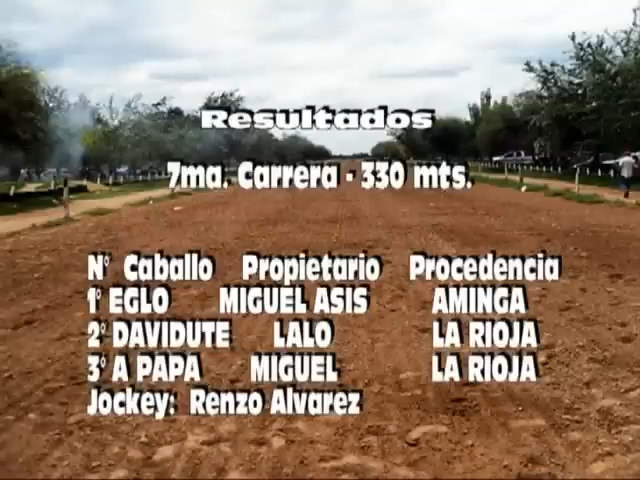 Resultados
7ma. Carrera - 330 mts.
N° Caballo Propietario Procedencia
1° EGLO MIGUEL ASIS AMINGA
2° DAVIDUTE LALO LA RIOJA
3° A PAPA MIGUEL LA RIOJA
Jockey: Renzo Alvarez